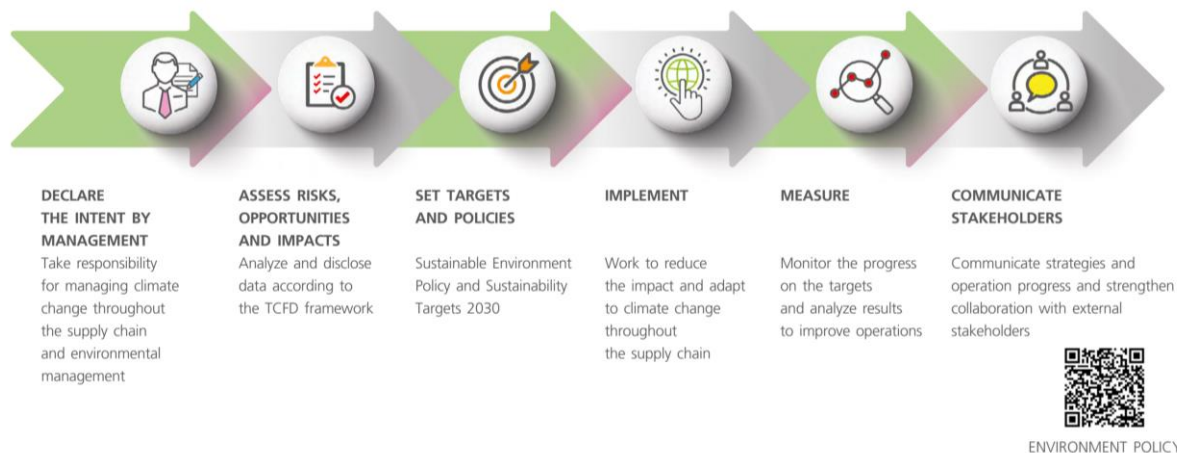 DECLARE
THE INTENT BY
MANAGEMENT
Take responsibility
for managing climate
change throughout
the supply chain
and environmental
management
ASSESS RISKS,
OPPORTUNITIES
AND IMPACTS
Analyze and disclose
data according to
the TCFD framework
SET TARGETS
AND POLICIES
Sustainable Environment
Policy and Sustainability
Targets 2030
IMPLEMENT
Work to reduce
the impact and adapt
to climate change
throughout
the supply chain
MEASURE
Monitor the progress
on the targets
and analyze results
to improve operations
COMMUNICATE
STAKEHOLDERS
Communicate strategies and
operation progress and strengthen
collaboration with external
stakeholders
ENVIRONMENT POLICY